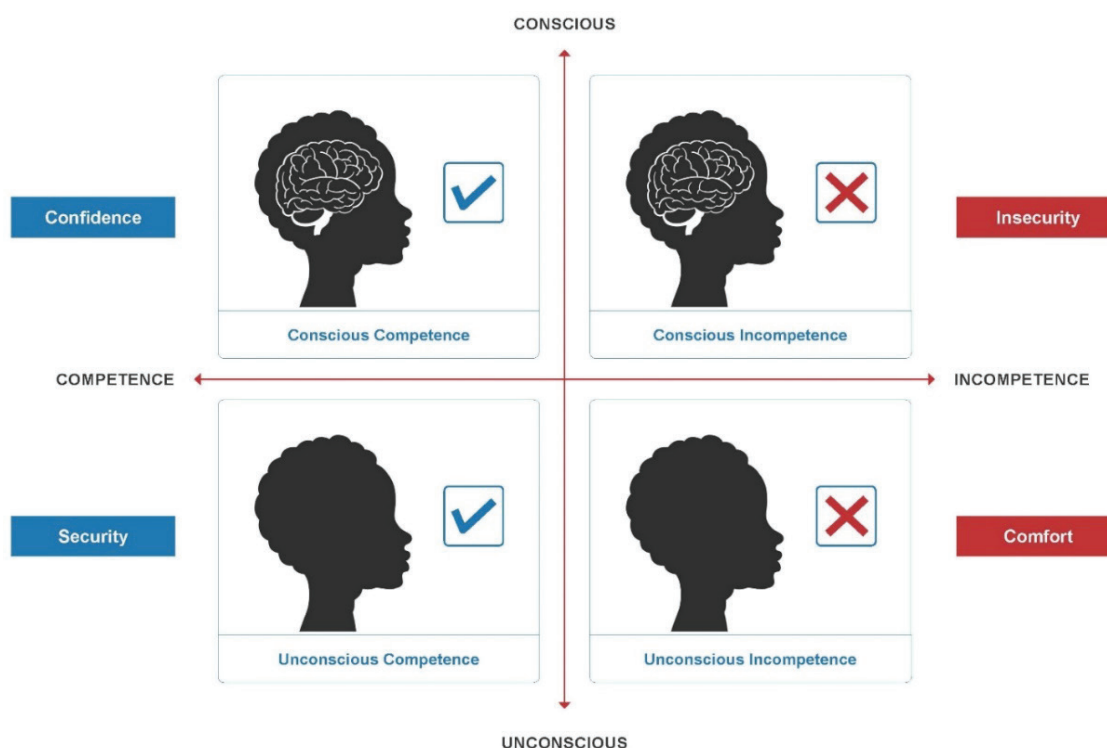 CONSCIOUS
Confidence
Insecurity
Conscious Competence
Conscious Incompetence
COMPETENCE
INCOMPETENCE
Security
Comfort
Unconscious Competence
Unconscious Incompetence
UNCONSCIOUS